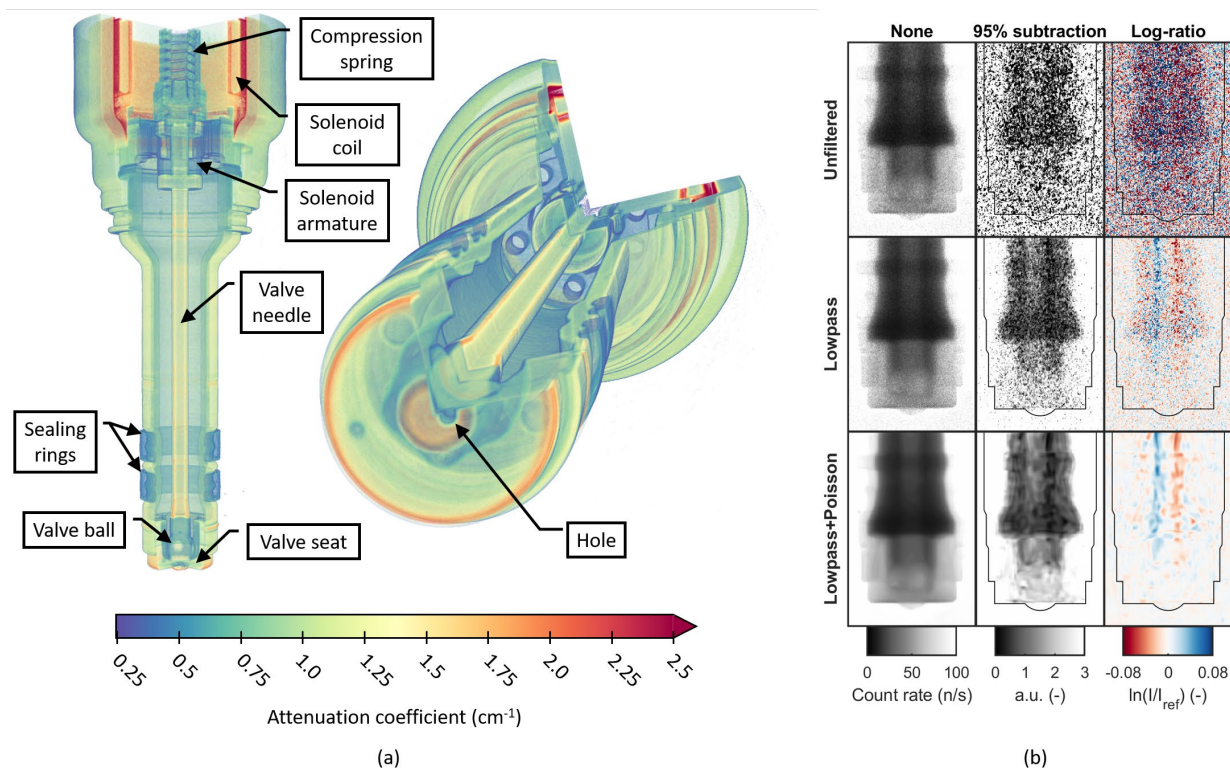 Compression
spring
Solenoid
coil
Solenoid
armature
Valve
needle
Sealing
rings
Valve ball
Valve seat
Hole
0.25
0.5
0.75
1.0
1.25
1.5
1.75
2.0
2.25
2.5
Attenuation coefficient (cm-1)
(a)
None
95% subtraction
Log-ratio
Unfiltered
Lowpass
Lowpass+Poisson
0 50 100
Count rate (n/s)
0 1 2 3
a.u. (-)
-0.08 0 0.08
ln(I/Iref) (-)
(b)